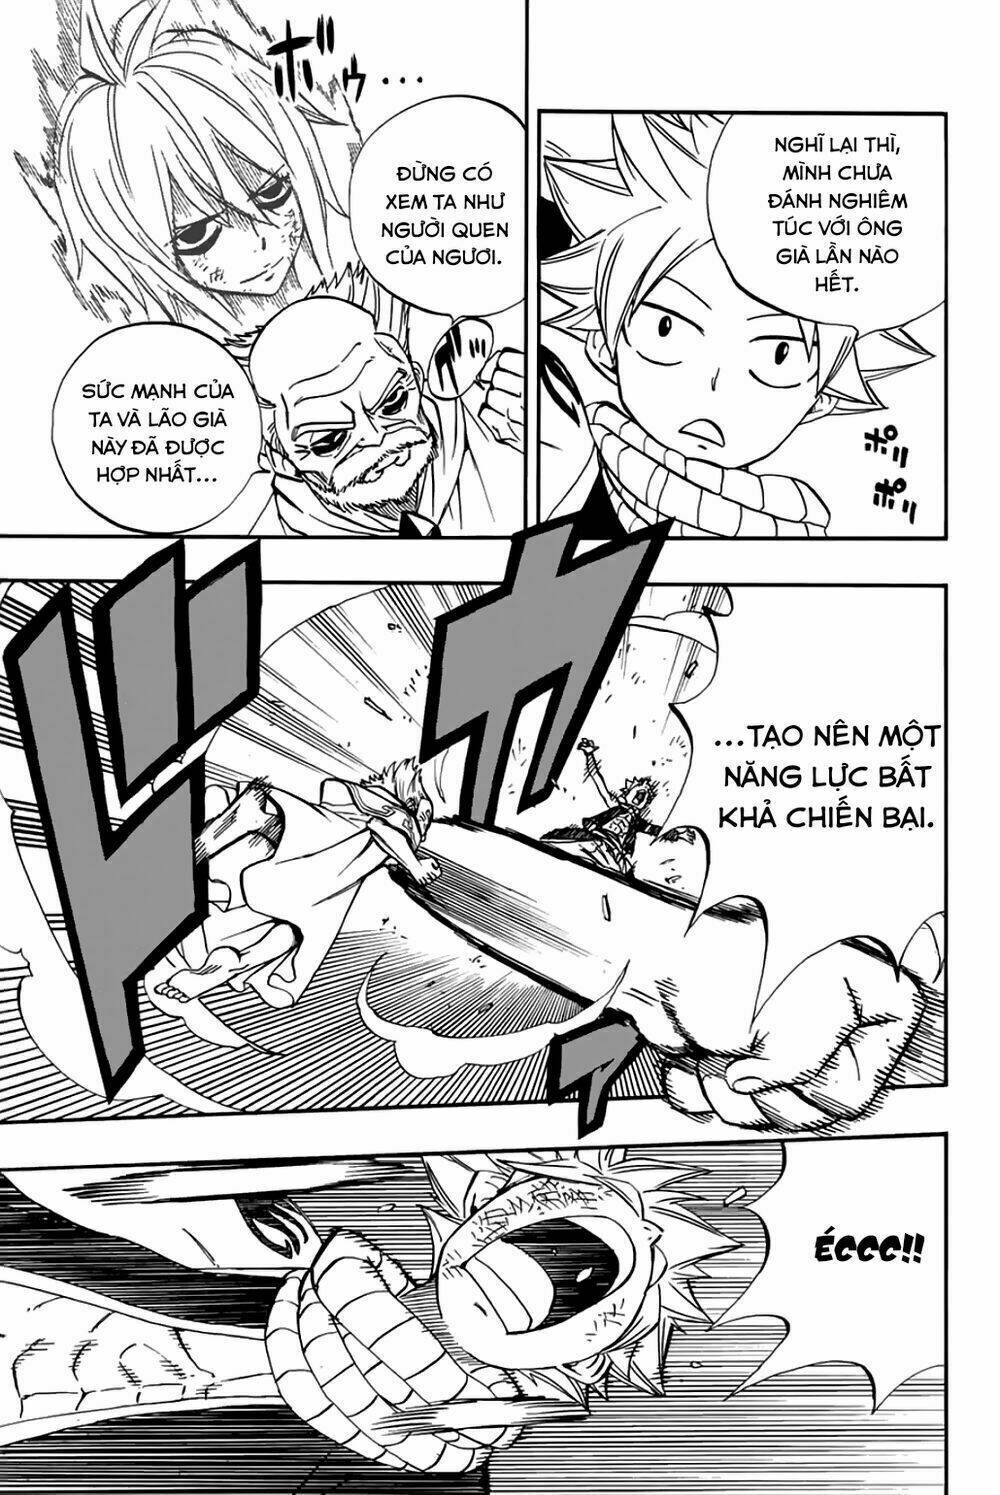 NGHĨ LẠI THÌ,
MÌNH CHƯA
ĐÁNH NGHIÊM
TÚC VỚI ÔNG
GIÀ LẦN NÀO
HẾT.
ポリ
ポリ
ボゥ...
ĐỪNG CÓ
XEM TA NHƯ
NGƯỜI QUEN
CỦA NGƯƠI.
SỨC MẠNH CỦA
TA VÀ LÃO GIÀ
NÀY ĐÃ ĐƯỢC
HỢP NHẤT...
...TẠO NÊN MỘT
NĂNG LỰC BẤT
KHẢ CHIẾN BẠI.
ドガッ
ÉCCC!!